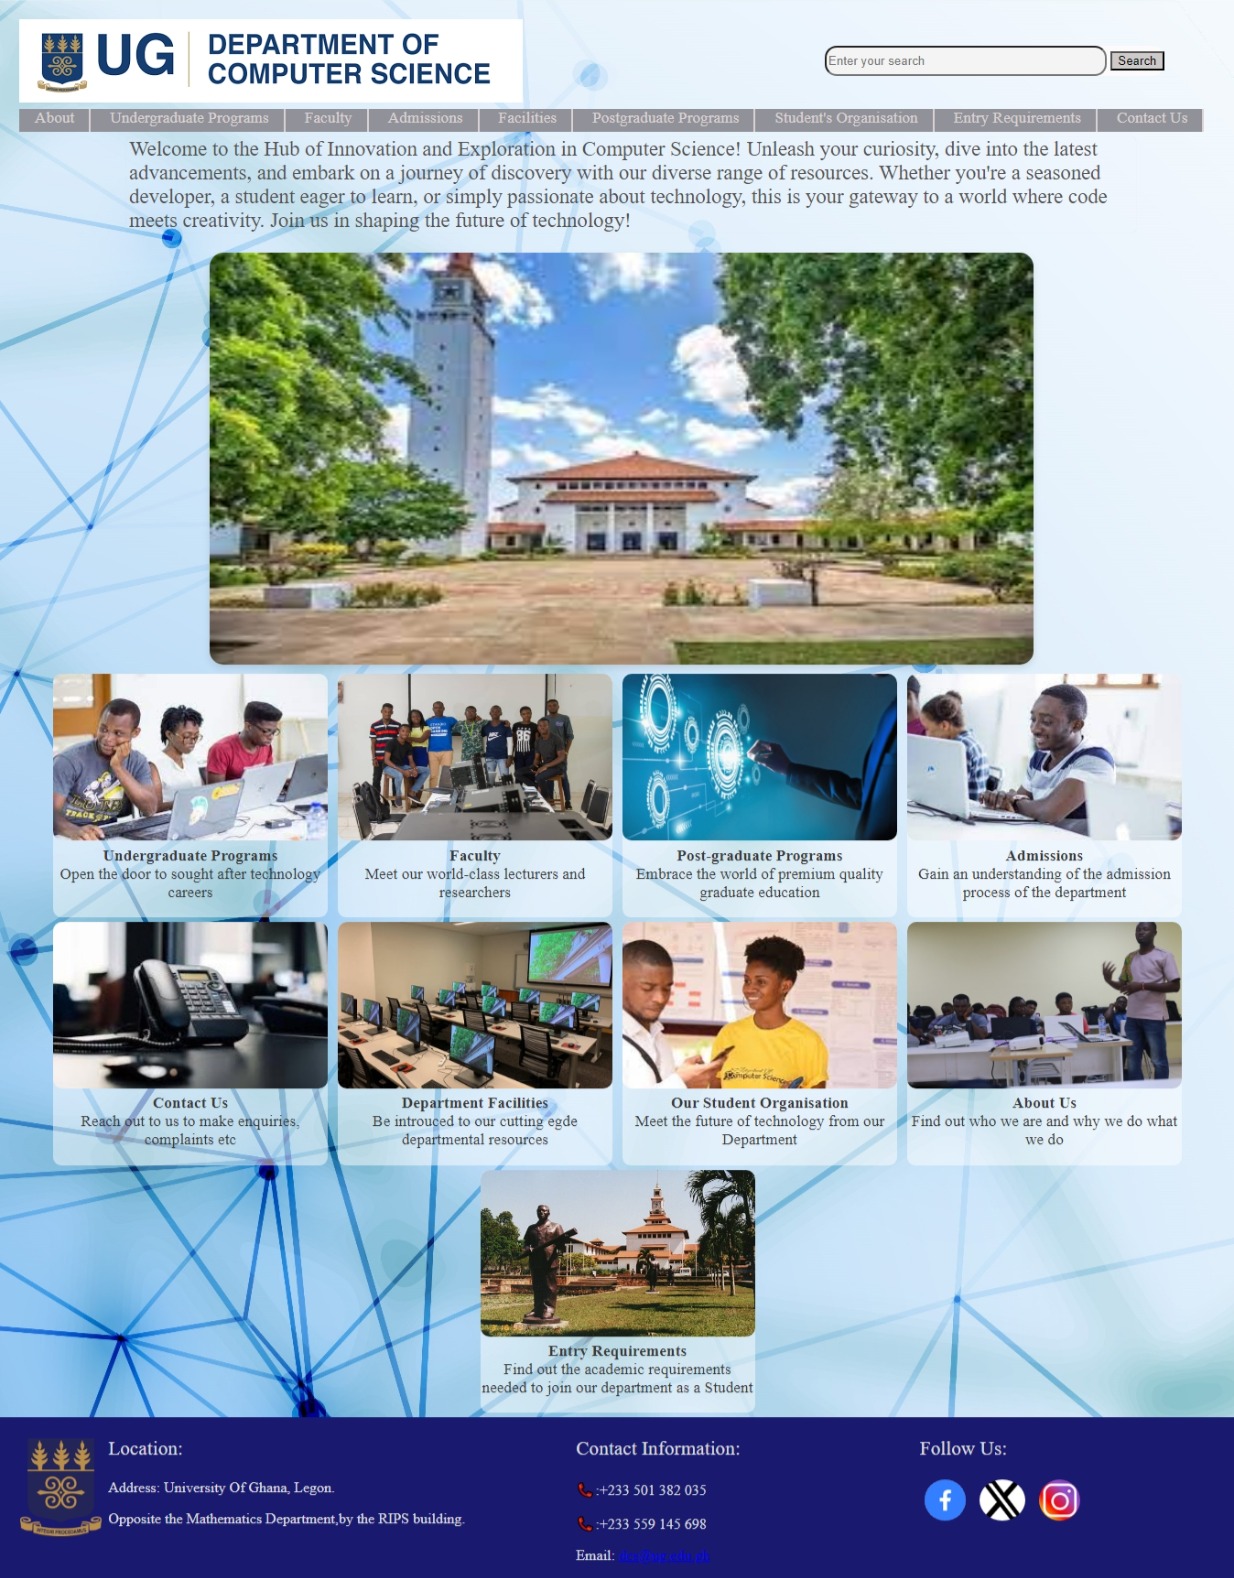 UG
DEPARTMENT OF
COMPUTER SCIENCE
Enter your search
Search
About
Undergraduate Programs
Faculty
Admissions
Facilities
Postgraduate Programs
Student's Organisation
Entry Requirements
Contact Us
Welcome to the Hub of Innovation and Exploration in Computer Science! Unleash your curiosity, dive into the latest
advancements, and embark on a journey of discovery with our diverse range of resources. Whether you're a seasoned
developer, a student eager to learn, or simply passionate about technology, this is your gateway to a world where code
meets creativity. Join us in shaping the future of technology!
Undergraduate Programs
Open the door to sought after technology
careers
Faculty
Meet our world-class lecturers and
researchers
Post-graduate Programs
Embrace the world of premium quality
graduate education
Admissions
Gain an understanding of the admission
process of the department
Contact Us
Reach out to us to make enquiries,
complaints etc
Department Facilities
Be introuced to our cutting egde
departmental resources
Our Student Organisation
Meet the future of technology from our
Department
About Us
Find out who we are and why we do what
we do
Entry Requirements
Find out the academic requirements
needed to join our department as a Student
Location:
Address: University Of Ghana, Legon.
Opposite the Mathematics Department,by the RIPS building.
Contact Information:
:+233 501 382 035
:+233 559 145 698
Email:
Follow Us: